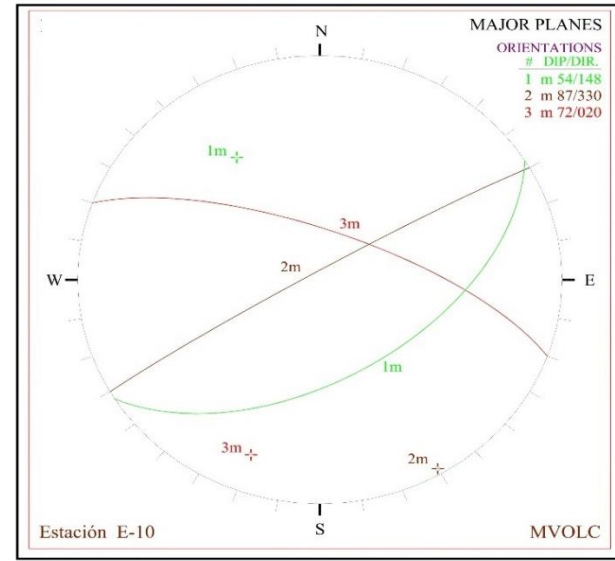 MAJOR PLANES
ORIENTATIONS
# DIP/DIR.
1 m 54/148
2 m 87/330
3 m 72/020
N
1m
3m
2m
W
E
1m
3m
2m
S
Estación E-10
MVOLC